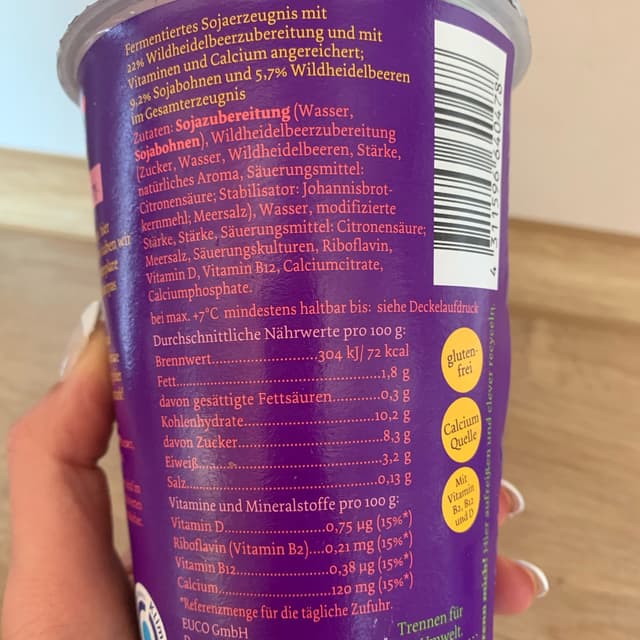 Fermentiertes Sojaerzeugnis mit
22% Wildheidelbeerzubereitung und mit
Vitaminen und Calcium angereichert;
9,2% Sojabohnen und 5,7% Wildheidelbeeren
im Gesamterzeugnis
Zutaten: Sojazubereitung (Wasser,
Sojabohnen), Wildheidelbeerzubereitung
(Zucker, Wasser, Wildheidelbeeren, Stärke,
natürliches Aroma, Säuerungsmittel:
Citronensäure; Stabilisator: Johannisbrot-
kernmehl; Meersalz), Wasser, modifizierte
Stärke, Stärke, Säuerungsmittel: Citronensäure;
Meersalz, Säuerungskulturen, Riboflavin,
Vitamin D, Vitamin B12, Calciumcitrate,
Calciumphosphate.
bei max. +7°C mindestens haltbar bis: siehe Deckelaufdruck
Durchschnittliche Nährwerte pro 100 g:
Brennwert....................304 kJ/ 72 kcal
Fett....................1,8 g
davon gesättigte Fettsäuren..........0,3 g
Kohlenhydrate....................10,2 g
davon Zucker....................8,3 g
Eiweiß....................3,2 g
Salz....................0,13 g
Vitamine und Mineralstoffe pro 100 g:
Vitamin D....................0,75 µg (15%*)
Riboflavin (Vitamin B2)....0,21 mg (15%*)
Vitamin B12....................0,38 µg (15%*)
Calcium....................120 mg (15%*)
*Referenzmenge für die tägliche Zufuhr.
EUCO GmbH
4 311596 640478
gluten-
frei
Calcium
Quelle
Mit
Vitamin
B2, B12
und D
Hier aufreißen und clever recyceln
Trennen für